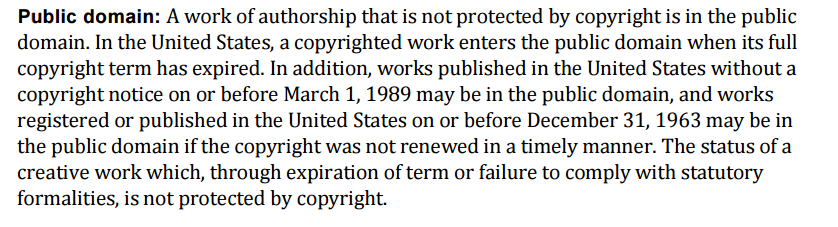 Public domain: A work of authorship that is not protected by copyright is in the public
domain. In the United States, a copyrighted work enters the public domain when its full
copyright term has expired. In addition, works published in the United States without a
copyright notice on or before March 1, 1989 may be in the public domain, and works
registered or published in the United States on or before December 31, 1963 may be in
the public domain if the copyright was not renewed in a timely manner. The status of a
creative work which, through expiration of term or failure to comply with statutory
formalities, is not protected by copyright.